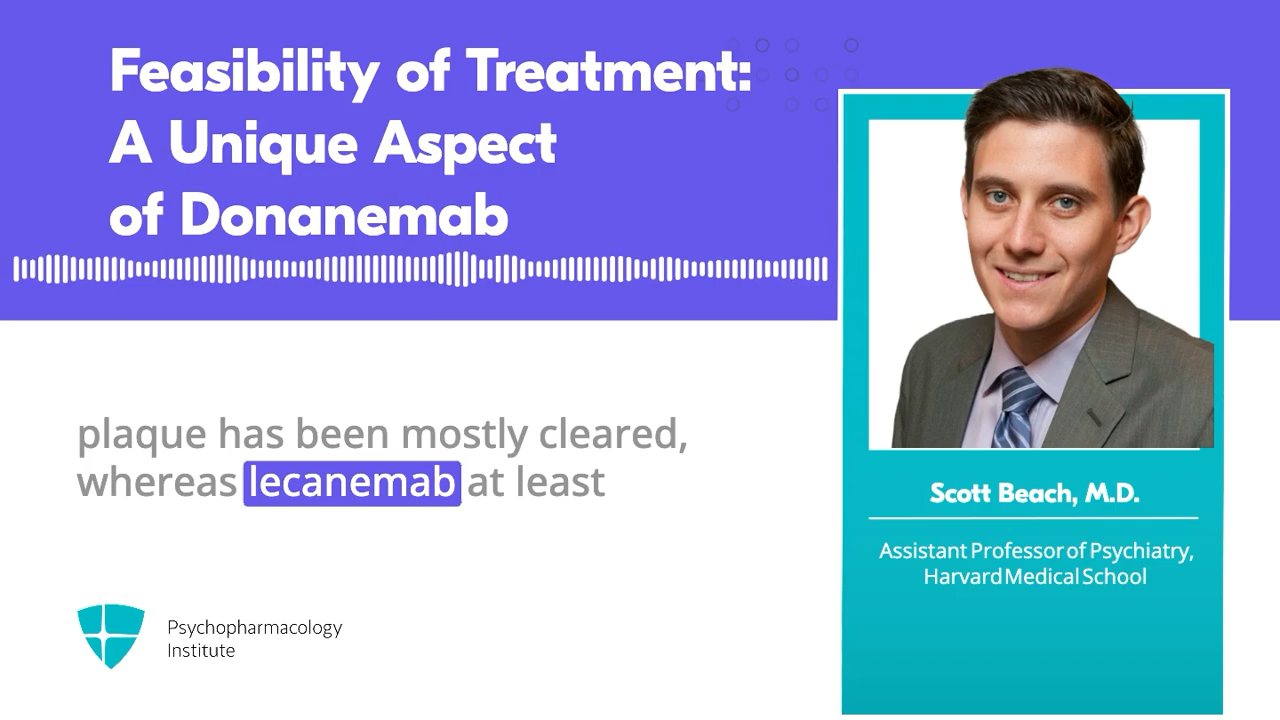 Feasibility of Treatment:
A Unique Aspect
of Donanemab
plaque has been mostly cleared,
whereas lecanemab at least
Psychopharmacology
Institute
Scott Beach, M.D.
Assistant Professor of Psychiatry,
Harvard Medical School